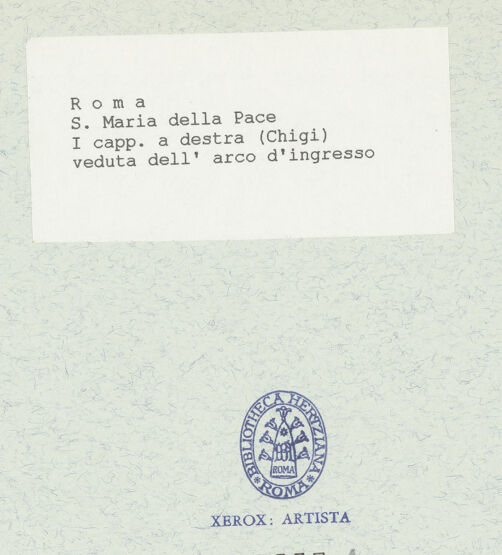 R o m a
S. Maria della Pace
I capp. a destra (Chigi)
veduta dell' arco d'ingresso
BIBLIOTHECA HERTZIANA
ROMA
* ROMA *
XEROX: ARTISTA